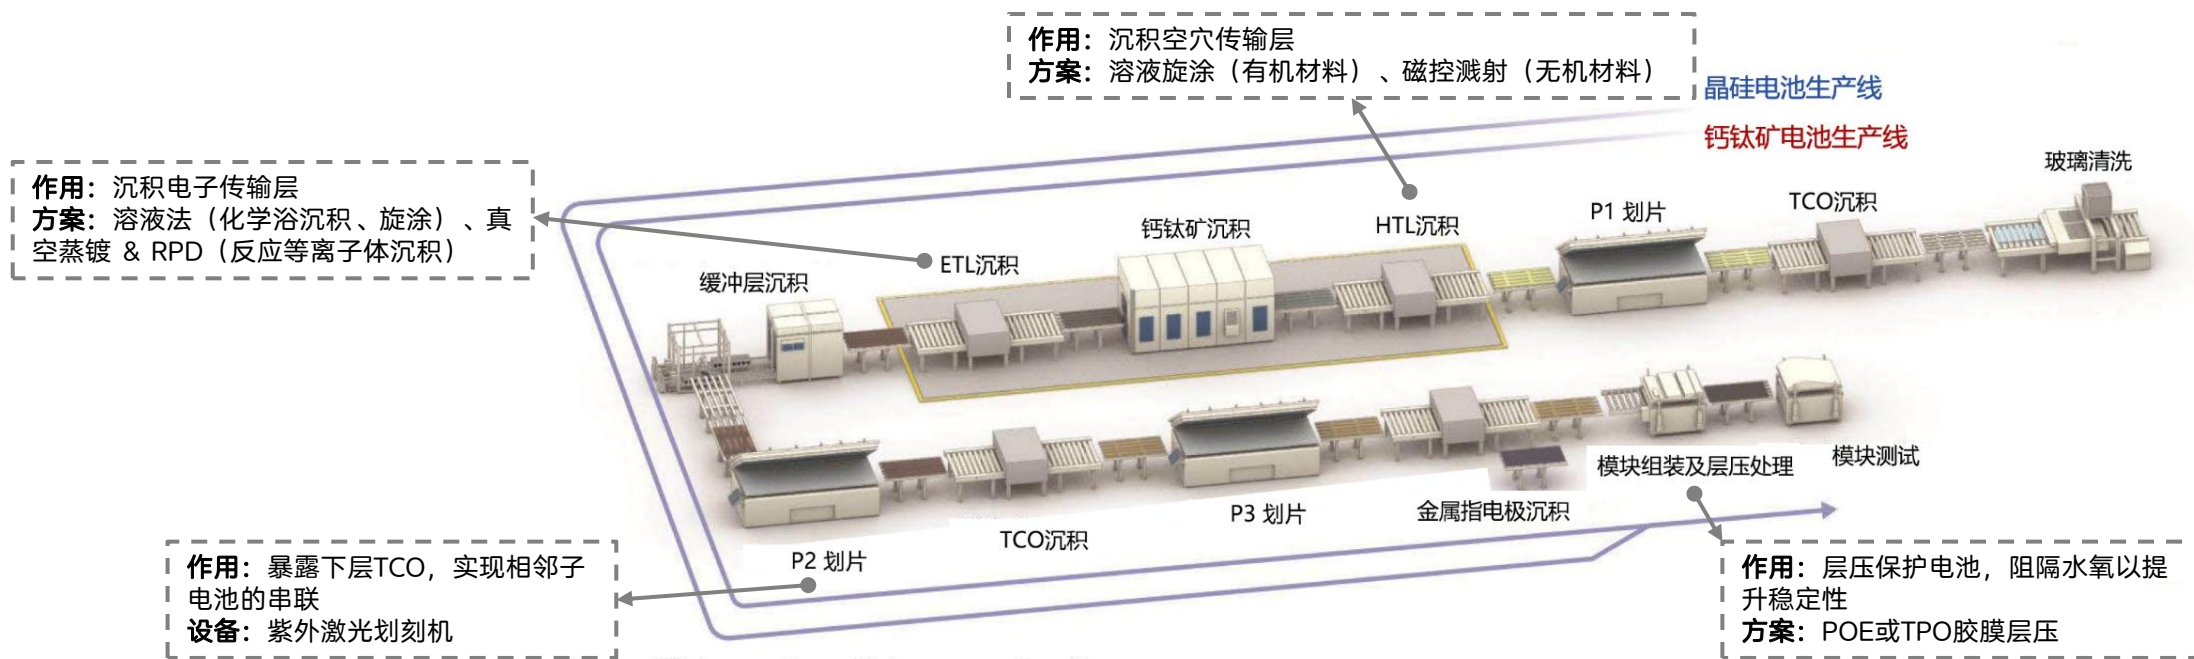 作用：沉积空穴传输层
方案：溶液旋涂（有机材料）、磁控溅射（无机材料）
晶硅电池生产线
钙钛矿电池生产线
作用：沉积电子传输层
方案：溶液法（化学浴沉积、旋涂）、真
空蒸镀 & RPD（反应等离子体沉积）
玻璃清洗
TCO沉积
P1 划片
HTL沉积
钙钛矿沉积
ETL沉积
缓冲层沉积
P2 划片
TCO沉积
P3 划片
金属指电极沉积
模块组装及层压处理
模块测试
作用：暴露下层TCO，实现相邻子
电池的串联
设备：紫外激光划刻机
作用：层压保护电池，阻隔水氧以提
升稳定性
方案：POE或TPO胶膜层压